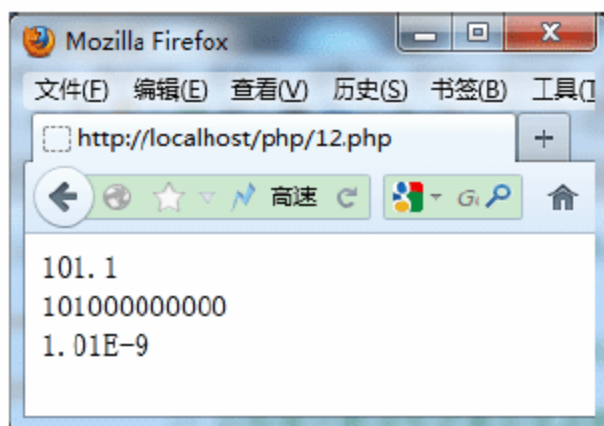 Mozilla Firefox
文件(F) 编辑(E) 查看(V) 历史(S) 书签(B) 工具(T
http://localhost/php/12.php +
高速 G
101.1
101000000000
1.01E-9